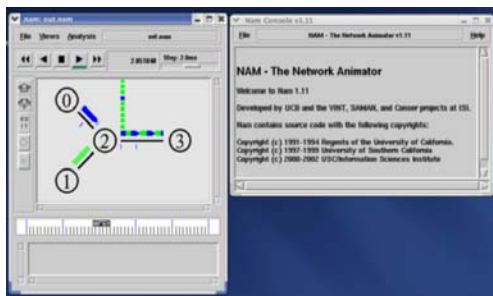 nam: out.nam
File Views Analysis out.nam
Step: 2.0ms
0
2
3
1
Nam Console v1.11
File NAM - The Network Animator v1.11 Help
NAM - The Network Animator
Welcome to Nam 1.11
Developed by UCB and the VINT, SAMAN, and Conser projects at ISI.
Nam contains source code with the following copyrights:
Copyright (c) 1991-1994 Regents of the University of California.
Copyright (c) 1997-1999 University of Southern California
Copyright (c) 2000-2002 USC/Information Sciences Institute